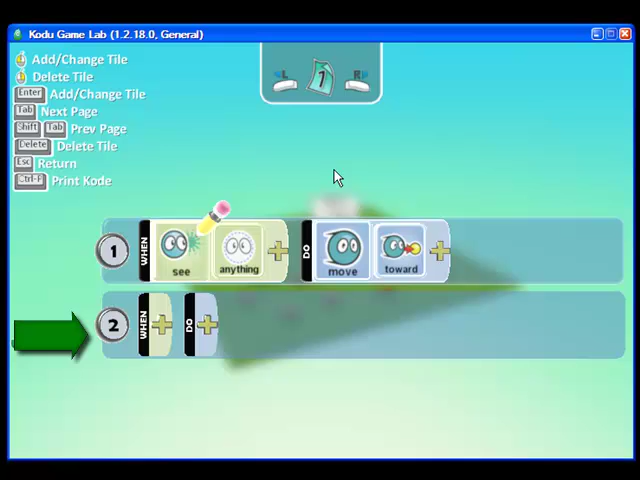 Kodu Game Lab (1.2.18.0, General)
Add/Change Tile
Delete Tile
Enter Add/Change Tile
Tab Next Page
Shift Tab Prev Page
Delete Delete Tile
Esc Return
Ctrl-P Print Kode
L 1 R
1 WHEN see anything DO move toward
2 WHEN DO